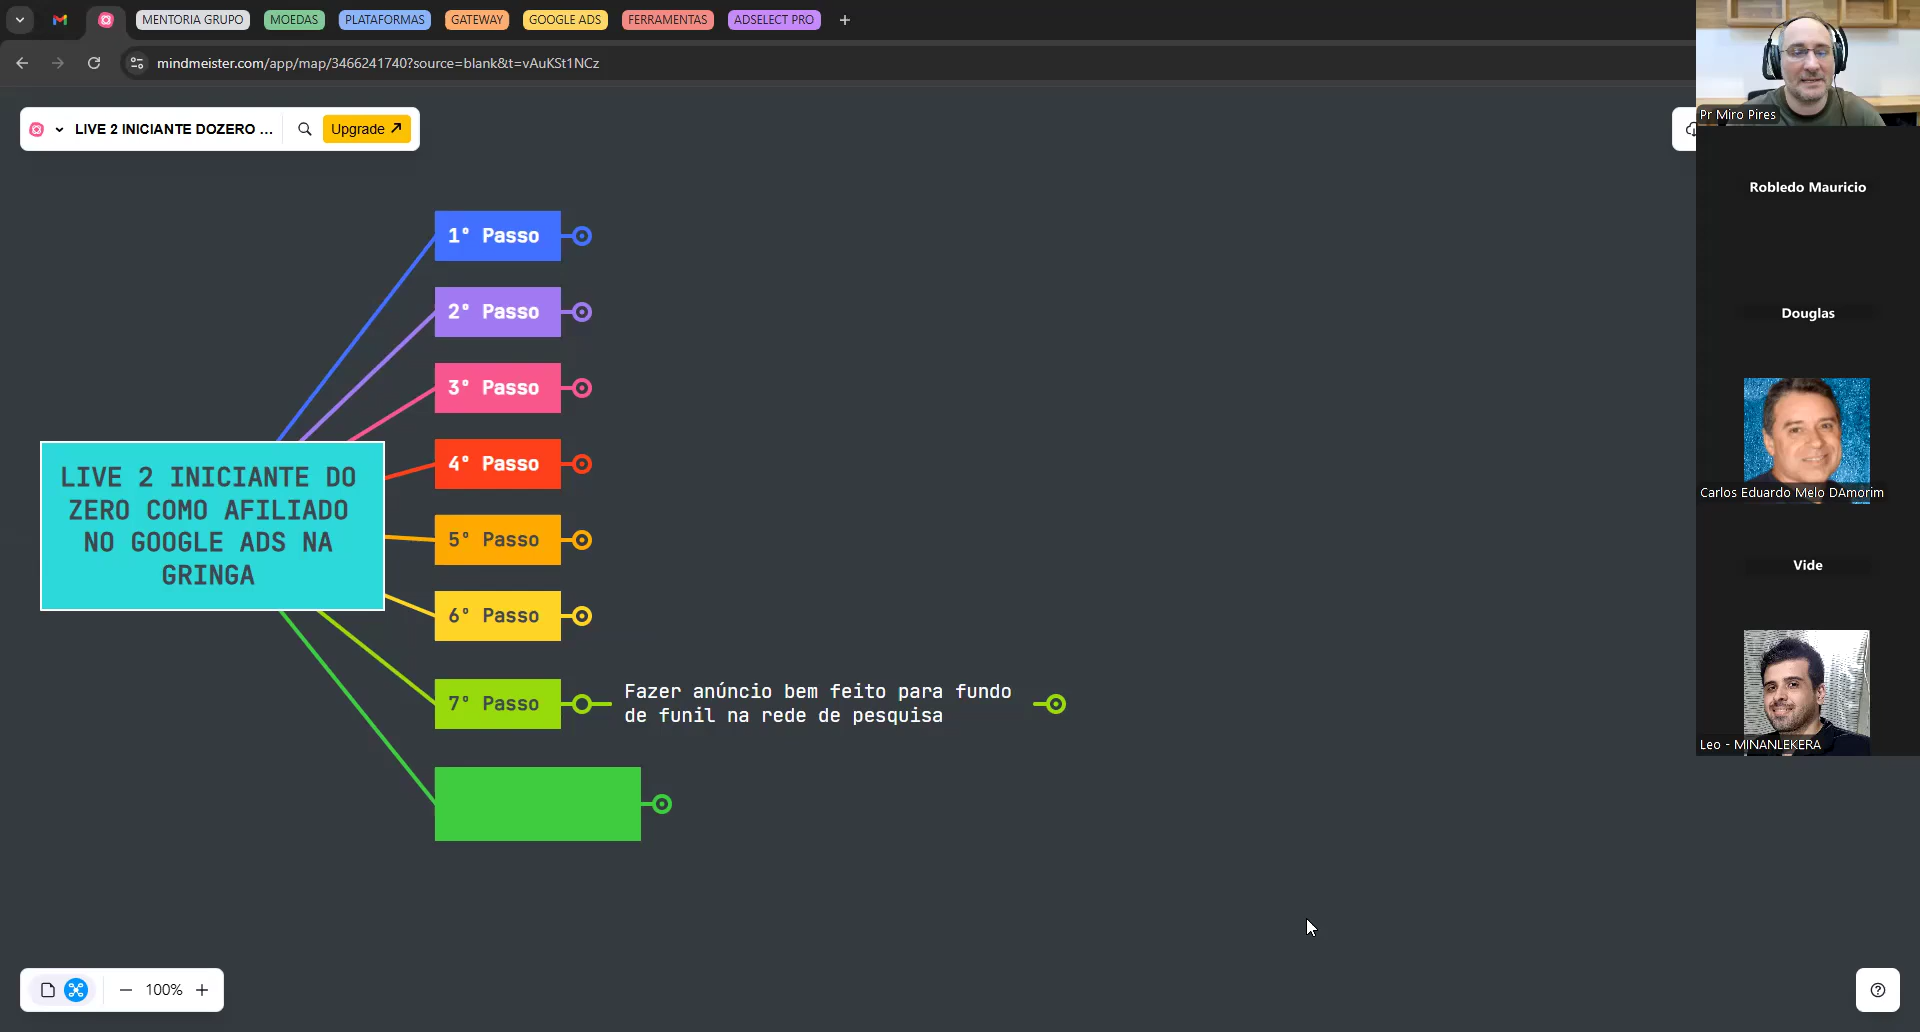 MENTORIA GRUPO
MOEDAS
PLATAFORMAS
GATEWAY
GOOGLE ADS
FERRAMENTAS
ADSELECT PRO
mindmeister.com/app/map/3466241740?source=blank&t=vAuKSt1NCz
LIVE 2 INICIANTE DOZERO ...
Upgrade
1° Passo
2° Passo
3° Passo
4° Passo
LIVE 2 INICIANTE DO
ZERO COMO AFILIADO
NO GOOGLE ADS NA
GRINGA
5° Passo
6° Passo
7° Passo
Fazer anúncio bem feito para fundo
de funil na rede de pesquisa
100%
Pr Miro Pires
Robledo Mauricio
Douglas
Carlos Eduardo Melo DAmorim
Vide
Leo - MINANLEKERA